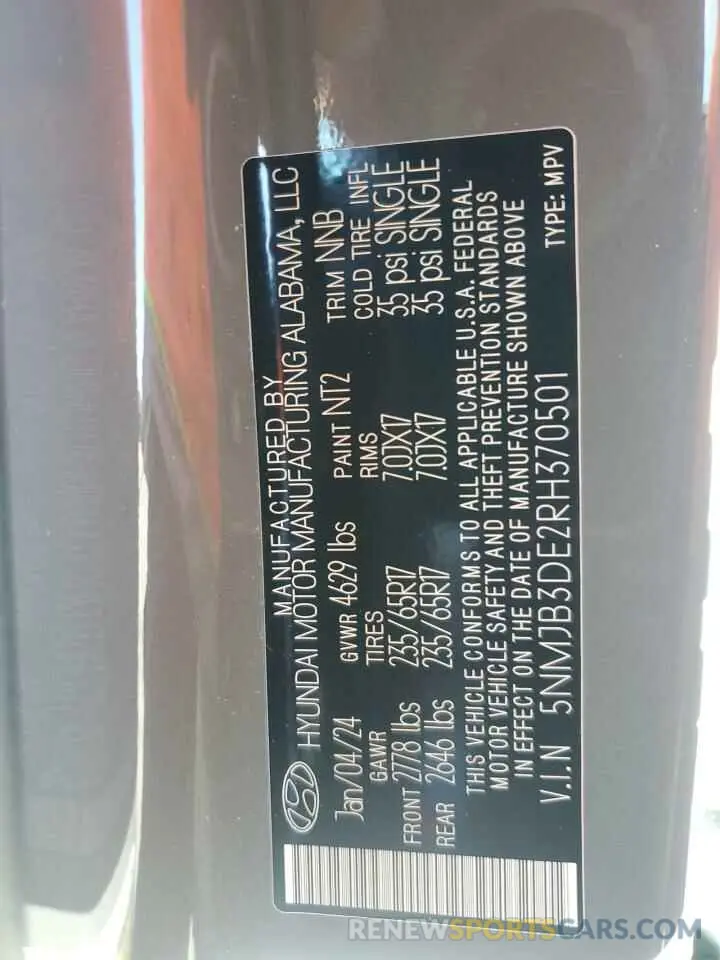 MANUFACTURED BY
HYUNDAI MOTOR MANUFACTURING ALABAMA, LLC
Jan/04/24 GVWR 4629 lbs PAINT NT2 TRIM NNB
GAWR TIRES RIMS COLD TIRE INFL
FRONT 2778 lbs 235/65R17 7.0JX17 35 psi SINGLE
REAR 2646 lbs 235/65R17 7.0JX17 35 psi SINGLE
THIS VEHICLE CONFORMS TO ALL APPLICABLE U.S.A. FEDERAL
MOTOR VEHICLE SAFETY AND THEFT PREVENTION STANDARDS
IN EFFECT ON THE DATE OF MANUFACTURE SHOWN ABOVE
V.I.N 5NMJB3DE2RH370501 TYPE: MPV
RENEWSPORTSCARS.COM